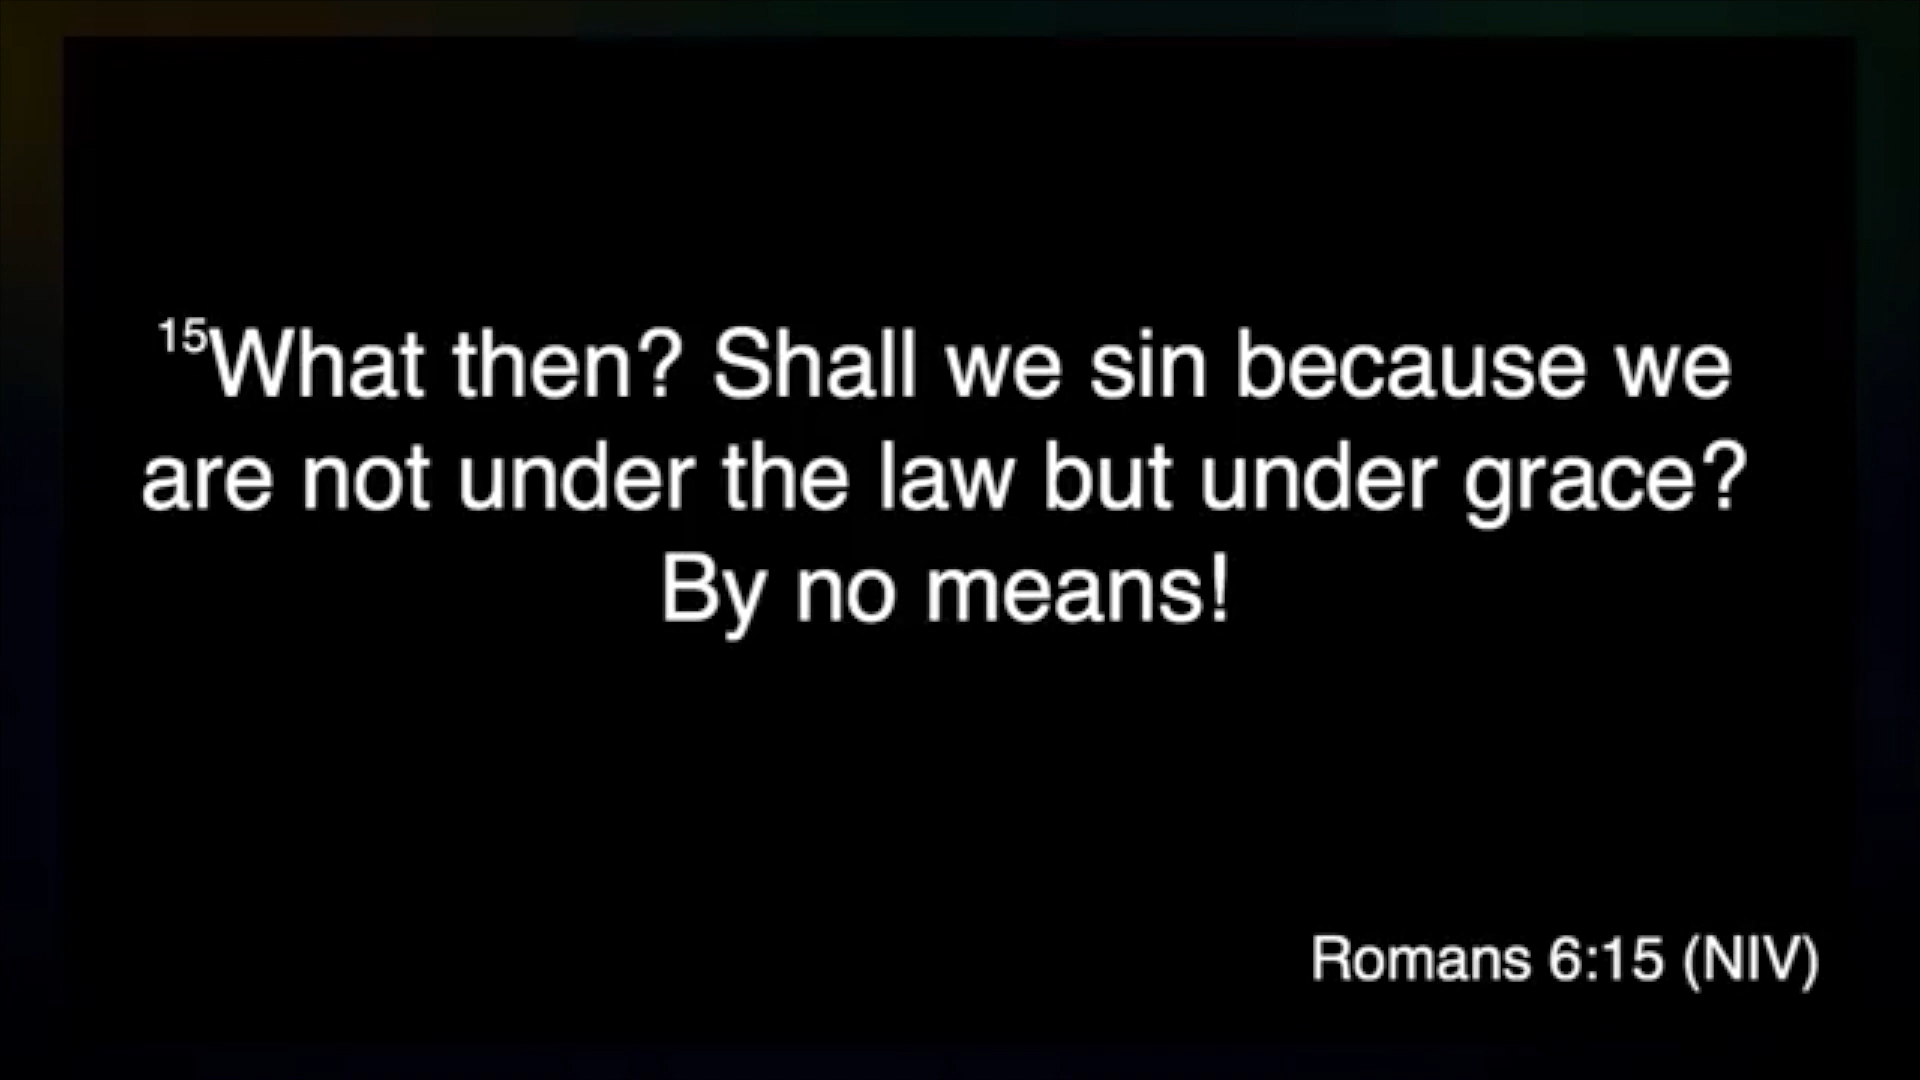 15What then? Shall we sin because we
are not under the law but under grace?
By no means!
Romans 6:15 (NIV)